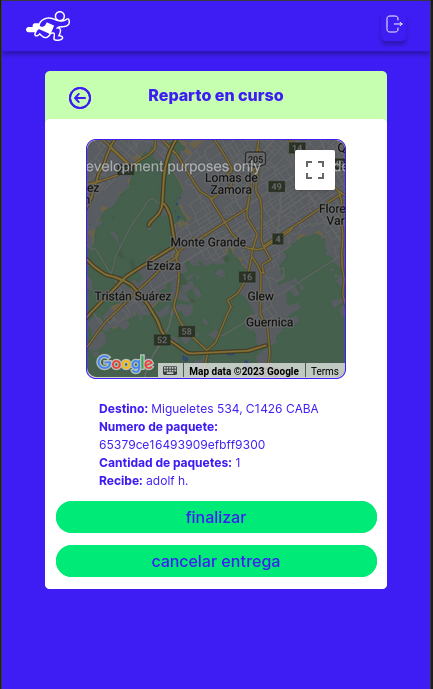 Reparto en curso
evelopment purposes only
205
14
Lomas de
Zamora
49
Flore
Var
Monte Grande
4
Ezeiza
16
Tristán Suárez
Glew
Guernica
58
52
Google
Map data ©2023 Google
Terms
Destino: Migueletes 534, C1426 CABA
Numero de paquete:
65379ce16493909efbff9300
Cantidad de paquetes: 1
Recibe: adolf h.
finalizar
cancelar entrega